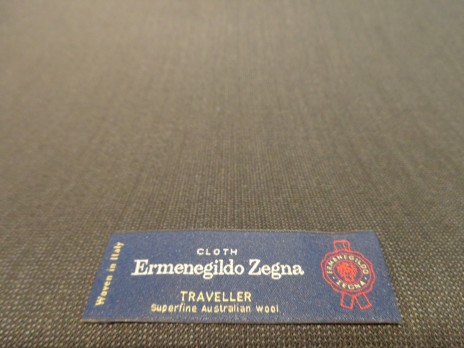 Woven in Italy
CLOTH
Ermenegildo Zegna
TRAVELLER
Superfine Australian Wool
ERMENEGILDO
ZEGNA